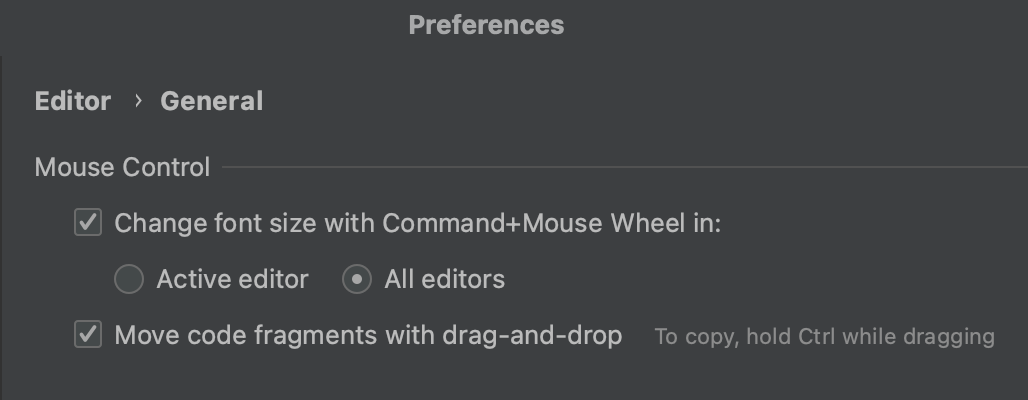 Preferences
Editor › General
Mouse Control
Change font size with Command+Mouse Wheel in:
Active editor All editors
Move code fragments with drag-and-drop To copy, hold Ctrl while dragging